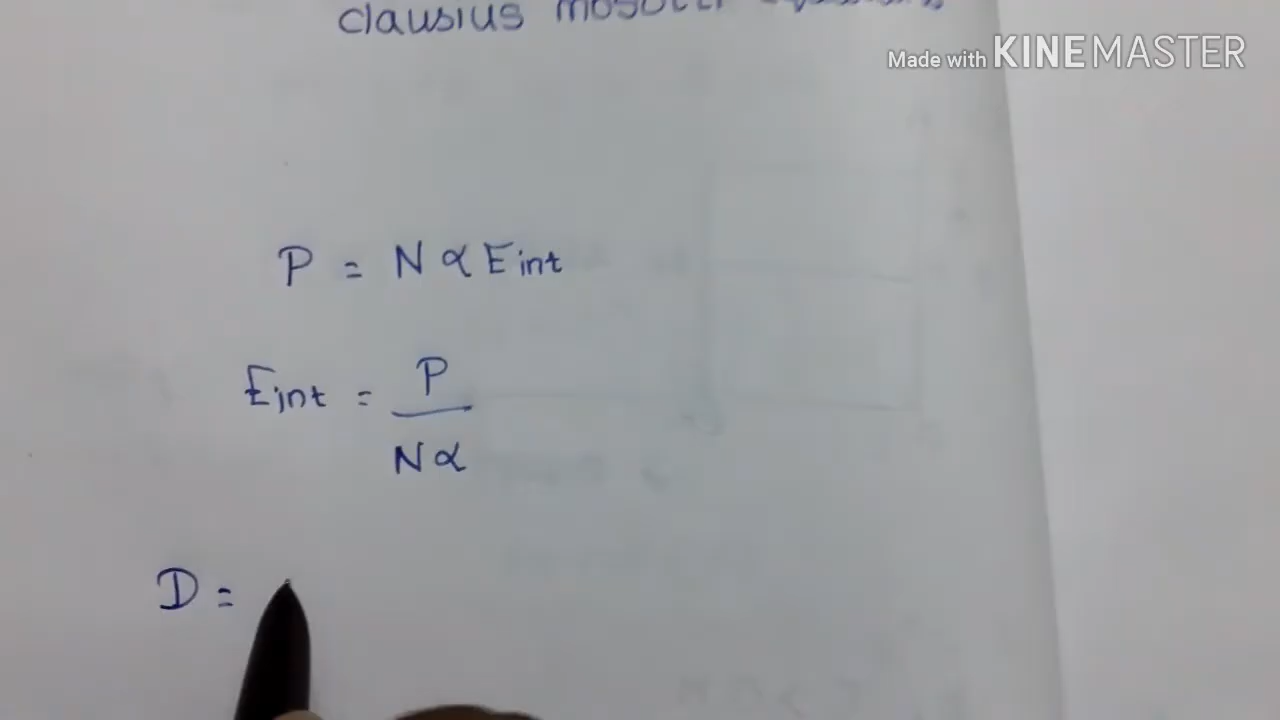 clausius
Made with KINEMASTER
P = N α Eint
Eint = P
N α
D =